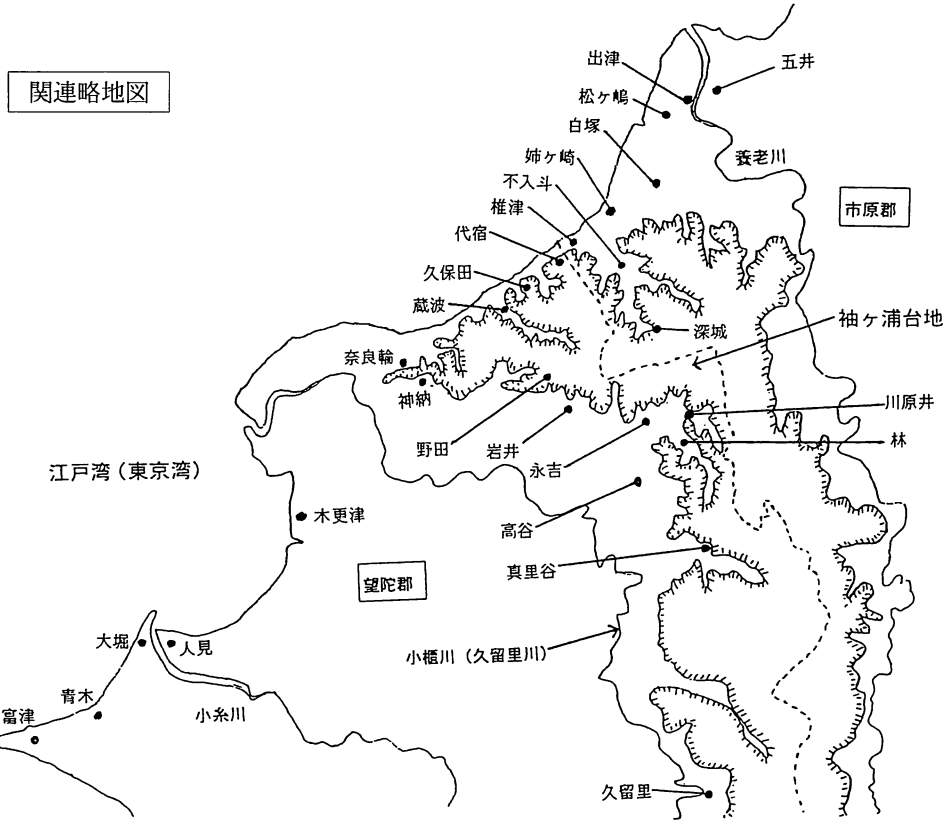 関連略地図
出津
五井
松ヶ嶋
白塚
養老川
姉ヶ崎
不入斗
市原郡
椎津
代宿
久保田
蔵波
深城
袖ヶ浦台地
奈良輪
神納
川原井
野田
岩井
永吉
林
江戸湾（東京湾）
木更津
高谷
真里谷
望陀郡
大堀
人見
小櫃川（久留里川）
青木
小糸川
富津
久留里